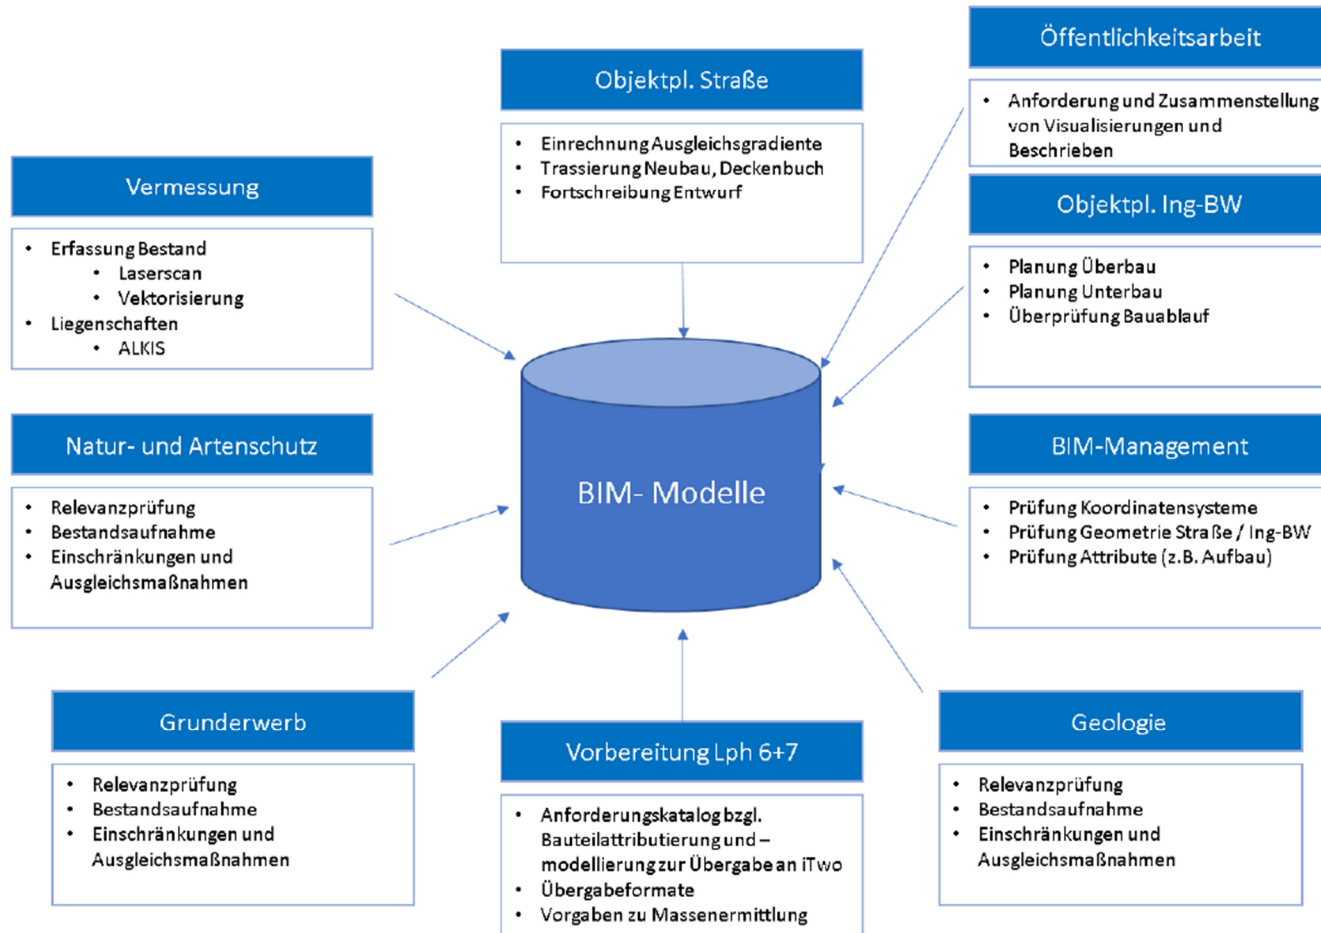 Öffentlichkeitsarbeit
• Anforderung und Zusammenstellung
von Visualisierungen und
Beschrieben
Objektpl. Straße
• Einrechnung Ausgleichsgradiente
• Trassierung Neubau, Deckenbuch
• Fortschreibung Entwurf
Vermessung
• Erfassung Bestand
• Laserscan
• Vektorisierung
• Liegenschaften
• ALKIS
Objektpl. Ing-BW
• Planung Überbau
• Planung Unterbau
• Überprüfung Bauablauf
Natur- und Artenschutz
• Relevanzprüfung
• Bestandsaufnahme
• Einschränkungen und
Ausgleichsmaßnahmen
BIM- Modelle
BIM-Management
• Prüfung Koordinatensysteme
• Prüfung Geometrie Straße / Ing-BW
• Prüfung Attribute (z.B. Aufbau)
Grunderwerb
• Relevanzprüfung
• Bestandsaufnahme
• Einschränkungen und
Ausgleichsmaßnahmen
Vorbereitung Lph 6+7
• Anforderungskatalog bzgl.
Bauteilattributierung und –
modellierung zur Übergabe an iTwo
• Übergabeformate
• Vorgaben zu Massenermittlung
Geologie
• Relevanzprüfung
• Bestandsaufnahme
• Einschränkungen und
Ausgleichsmaßnahmen